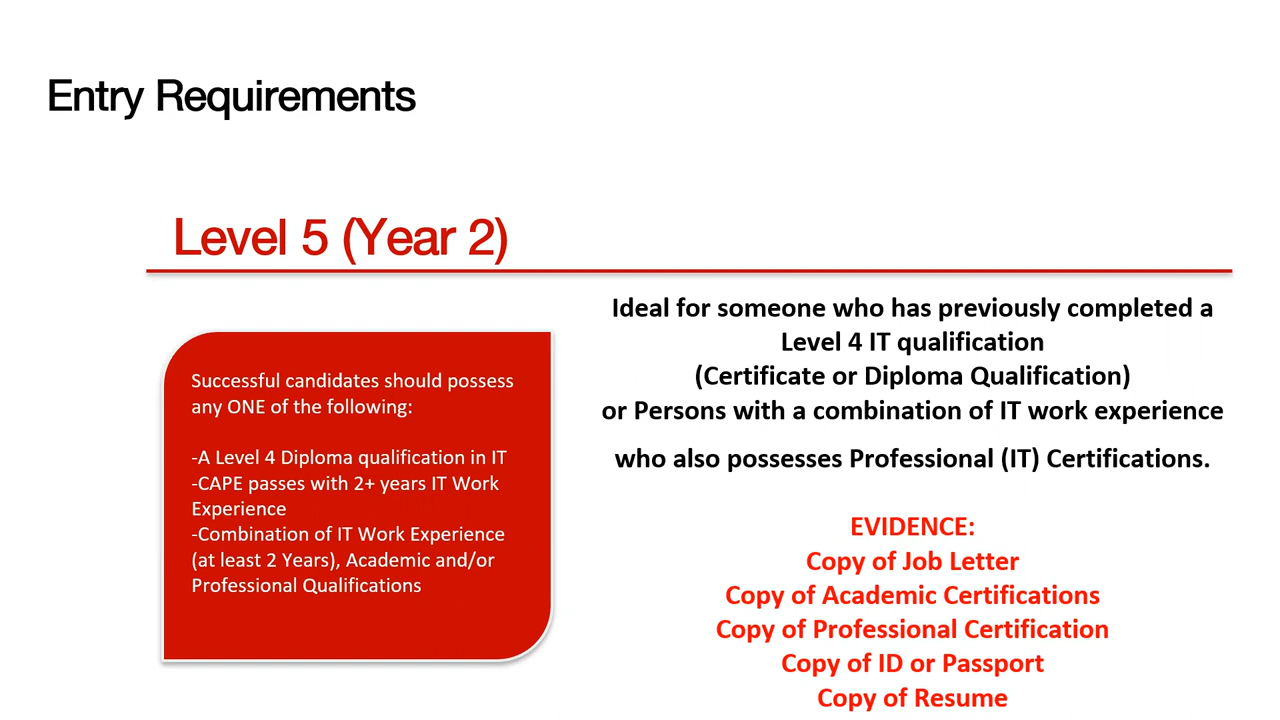 Entry Requirements
Level 5 (Year 2)
Successful candidates should possess
any ONE of the following:
-A Level 4 Diploma qualification in IT
-CAPE passes with 2+ years IT Work
Experience
-Combination of IT Work Experience
(at least 2 Years), Academic and/or
Professional Qualifications
Ideal for someone who has previously completed a
Level 4 IT qualification
(Certificate or Diploma Qualification)
or Persons with a combination of IT work experience
who also possesses Professional (IT) Certifications.
EVIDENCE:
Copy of Job Letter
Copy of Academic Certifications
Copy of Professional Certification
Copy of ID or Passport
Copy of Resume